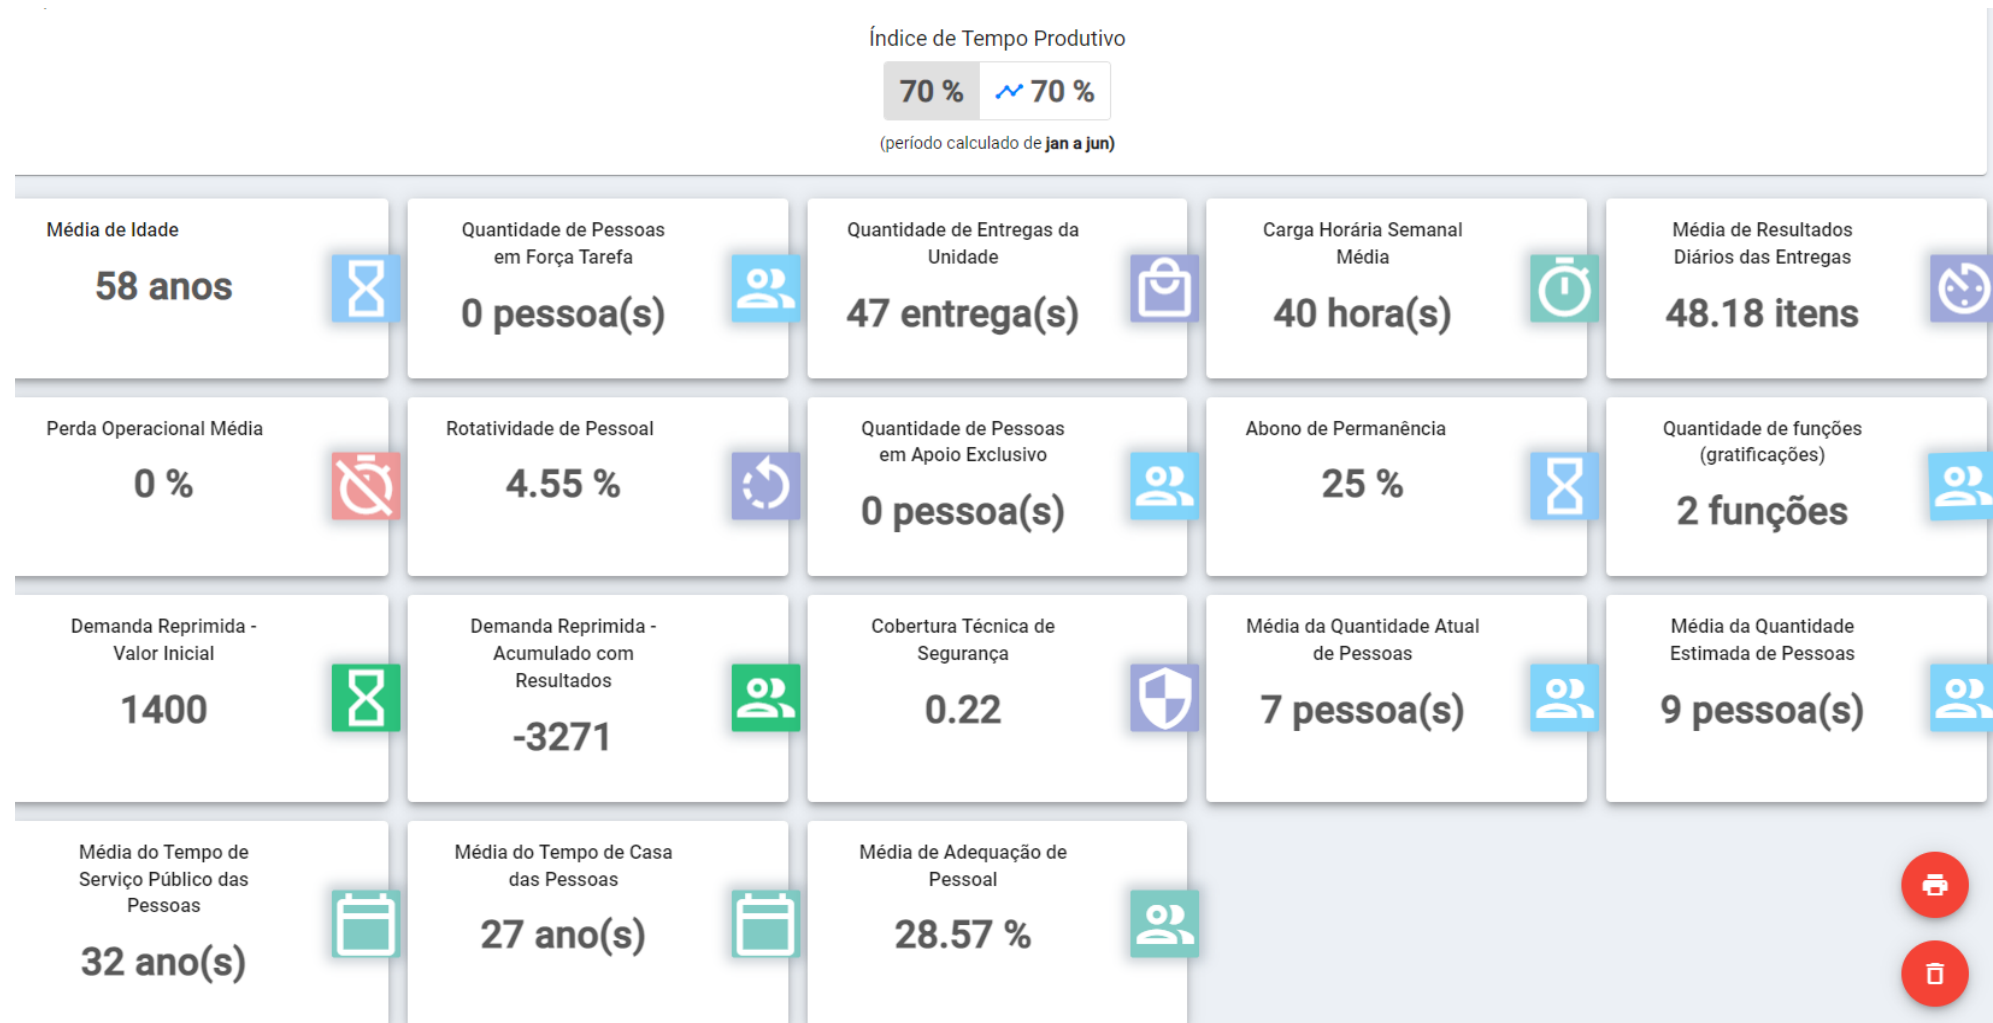 Índice de Tempo Produtivo
70 % 70 %
(período calculado de jan a jun)
Média de Idade
58 anos
Quantidade de Pessoas
em Força Tarefa
0 pessoa(s)
Quantidade de Entregas da
Unidade
47 entrega(s)
Carga Horária Semanal
Média
40 hora(s)
Média de Resultados
Diários das Entregas
48.18 itens
Perda Operacional Média
0 %
Rotatividade de Pessoal
4.55 %
Quantidade de Pessoas
em Apoio Exclusivo
0 pessoa(s)
Abono de Permanência
25 %
Quantidade de funções
(gratificações)
2 funções
Demanda Reprimida -
Valor Inicial
1400
Demanda Reprimida -
Acumulado com
Resultados
-3271
Cobertura Técnica de
Segurança
0.22
Média da Quantidade Atual
de Pessoas
7 pessoa(s)
Média da Quantidade
Estimada de Pessoas
9 pessoa(s)
Média do Tempo de
Serviço Público das
Pessoas
32 ano(s)
Média do Tempo de Casa
das Pessoas
27 ano(s)
Média de Adequação de
Pessoal
28.57 %